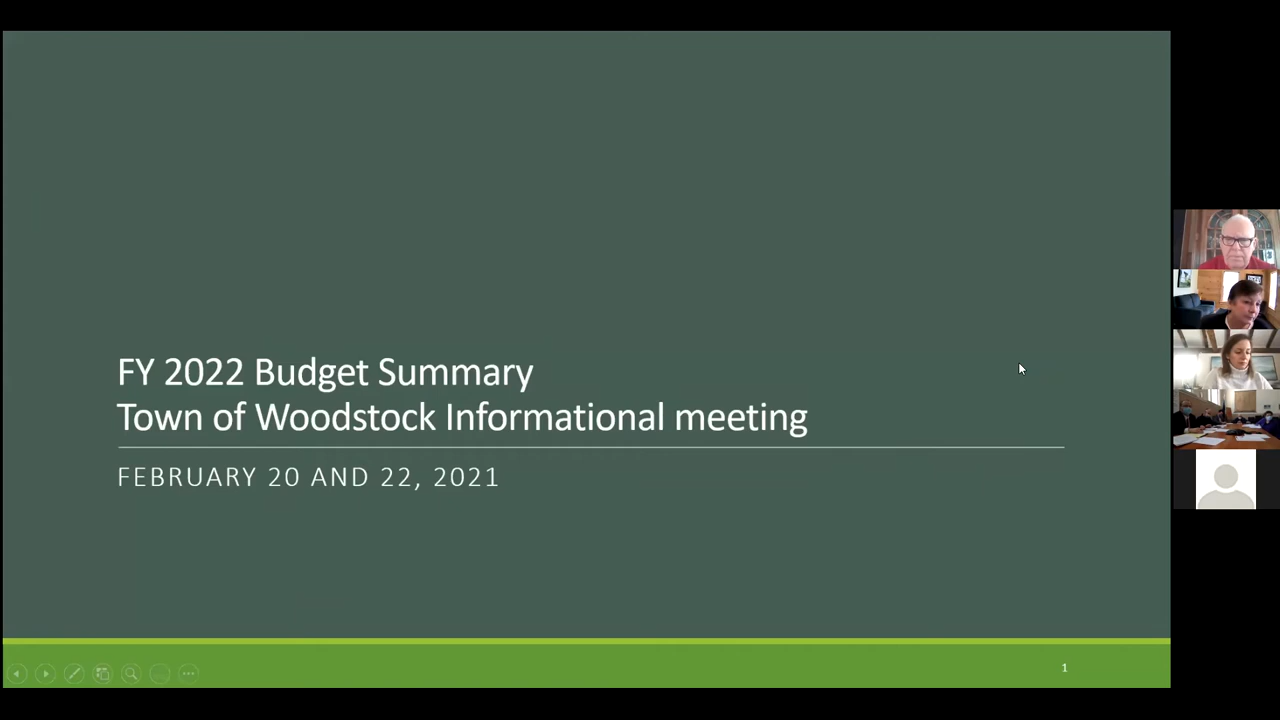 FY 2022 Budget Summary
Town of Woodstock Informational meeting
FEBRUARY 20 AND 22, 2021
1